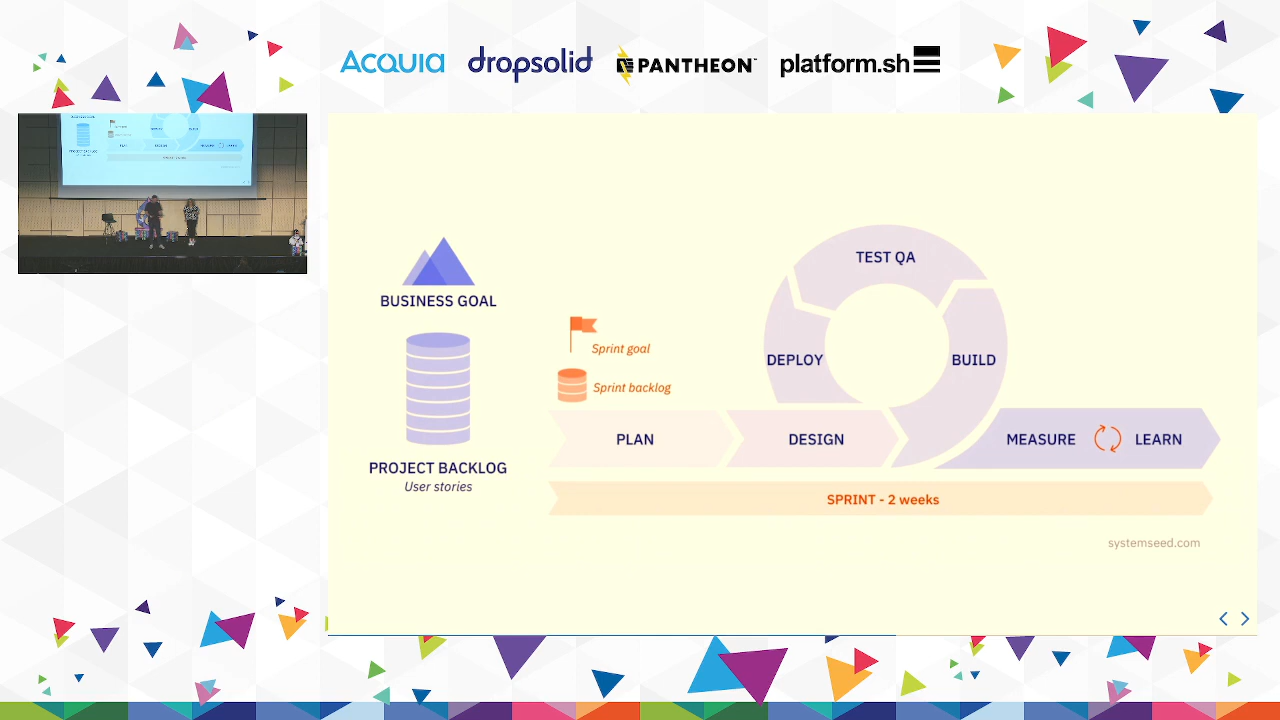 Acquia
dropsolid
PANTHEON
platform.sh
BUSINESS GOAL
PROJECT BACKLOG
User stories
Sprint goal
Sprint backlog
TEST QA
DEPLOY
BUILD
PLAN
DESIGN
MEASURE
LEARN
SPRINT - 2 weeks
systemseed.com